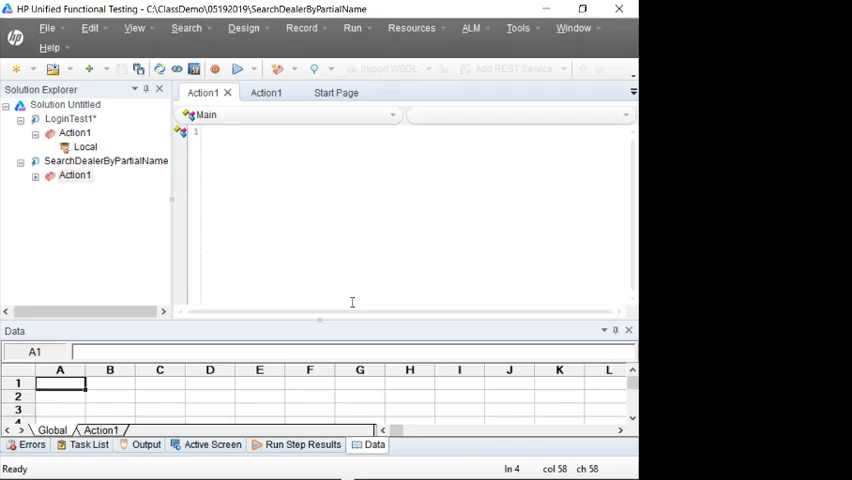 HP Unified Functional Testing - C:\ClassDemo\05192019\SearchDealerByPartialName
File Edit View Search Design Record Run Resources ALM Tools Window
Help
Import WSDL Add REST Service
Solution Explorer
Action1 Action1 Start Page
Solution Untitled
LoginTest1*
Action1
Local
SearchDealerByPartialName
Action1
Main
1
Data
A1
A B C D E F G H I J K L
1
2
3
4
Global Action1
Errors Task List Output Active Screen Run Step Results Data
Ready ln 4 col 58 ch 58